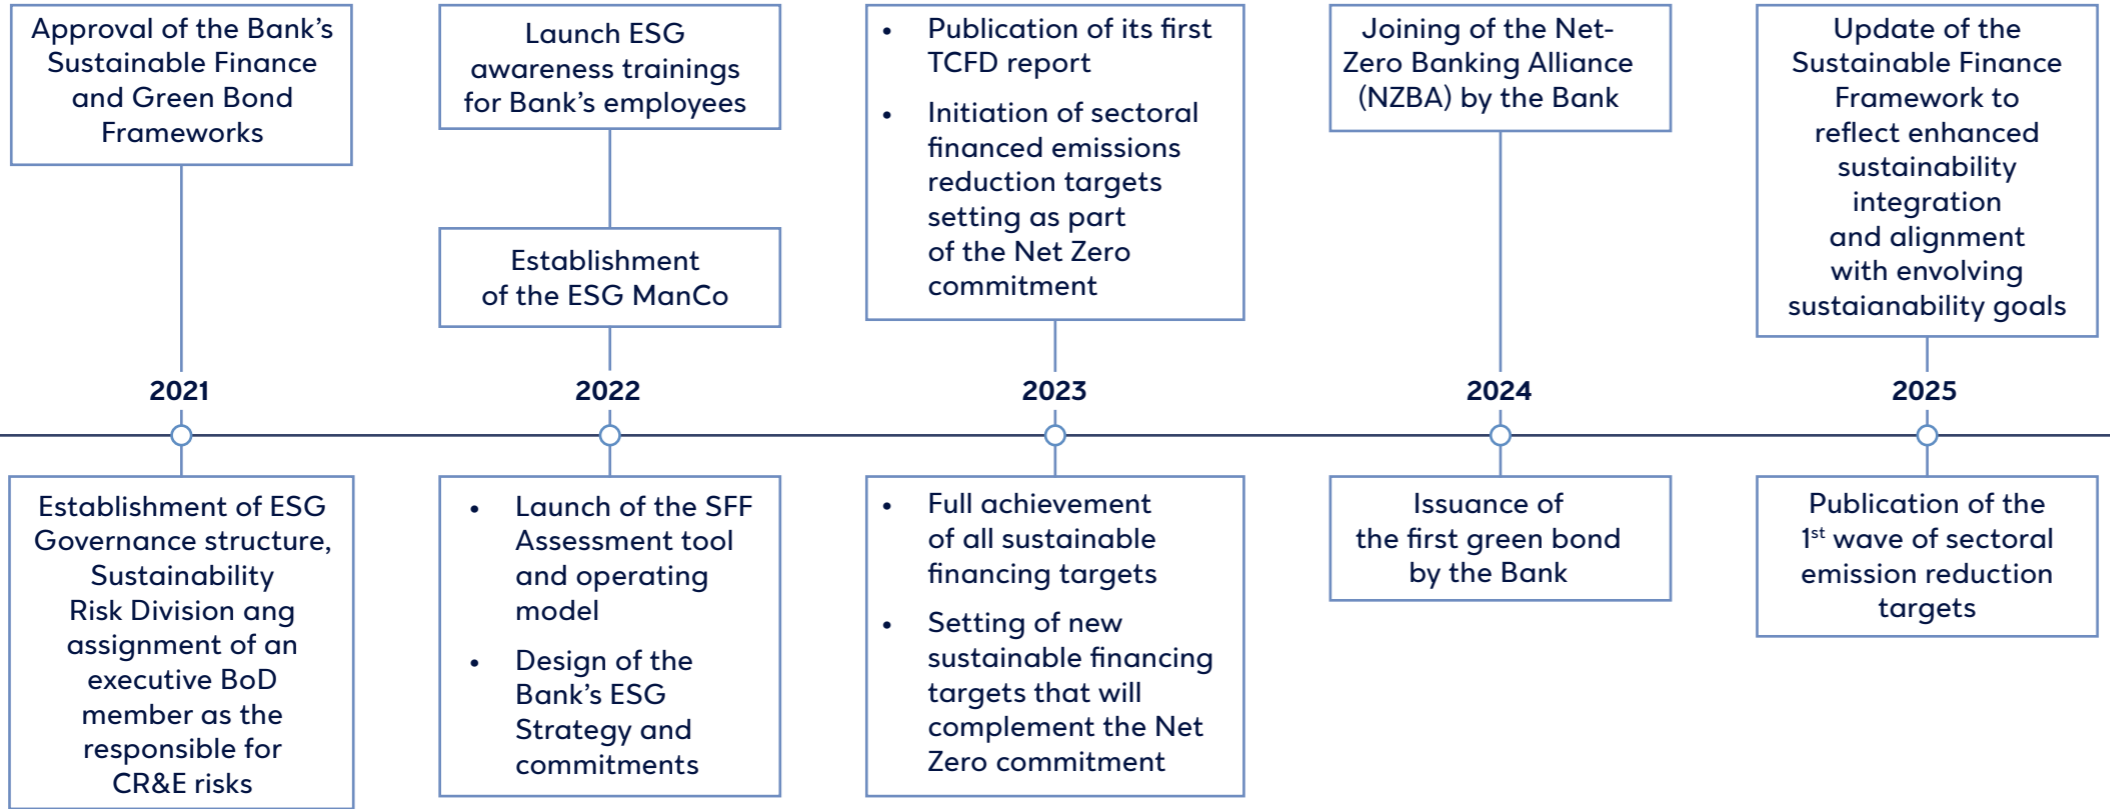 Approval of the Bank’s
Sustainable Finance
and Green Bond
Frameworks
Launch ESG
awareness trainings
for Bank’s employees
Establishment
of the ESG ManCo
• Publication of its first
TCFD report
• Initiation of sectoral
financed emissions
reduction targets
setting as part
of the Net Zero
commitment
Joining of the Net-
Zero Banking Alliance
(NZBA) by the Bank
Update of the
Sustainable Finance
Framework to
reflect enhanced
sustainability
integration
and alignment
with envolving
sustaianability goals
2021
2022
2023
2024
2025
Establishment of ESG
Governance structure,
Sustainability
Risk Division ang
assignment of an
executive BoD
member as the
responsible for
CR&E risks
• Launch of the SFF
Assessment tool
and operating
model
• Design of the
Bank’s ESG
Strategy and
commitments
• Full achievement
of all sustainable
financing targets
• Setting of new
sustainable financing
targets that will
complement the Net
Zero commitment
Issuance of
the first green bond
by the Bank
Publication of the
1st wave of sectoral
emission reduction
targets